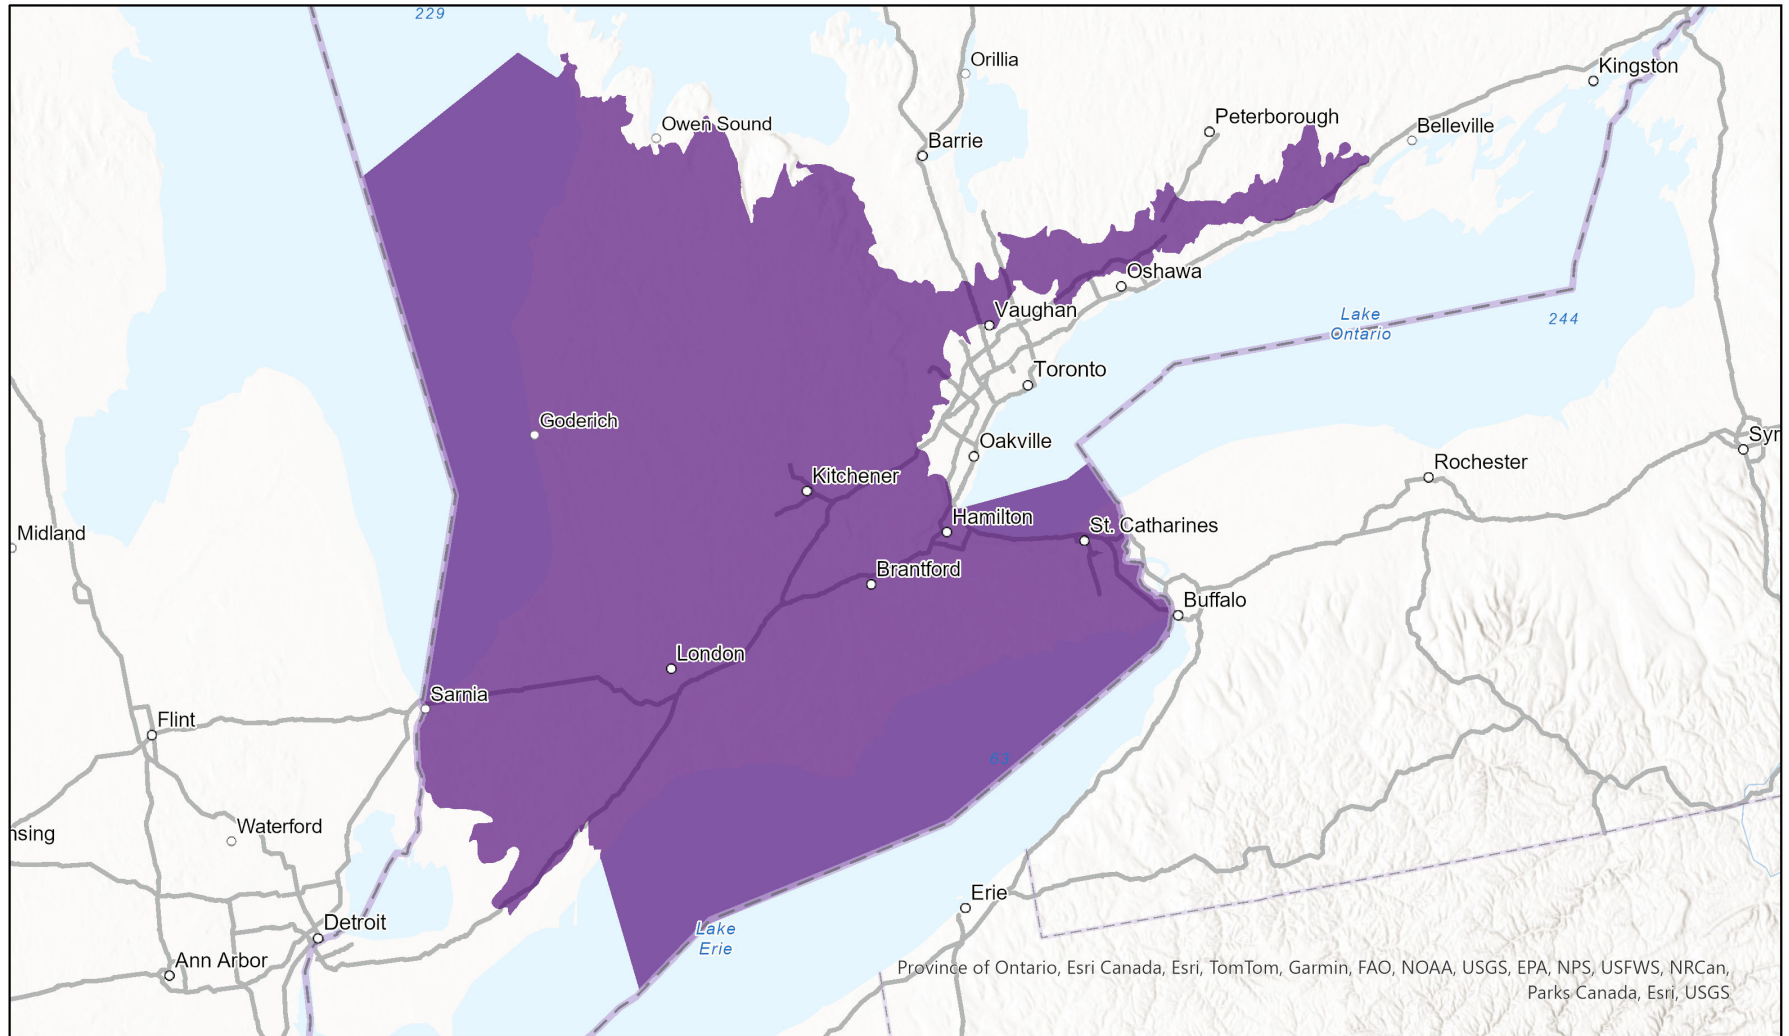 229
Orillia
Kingston
Owen Sound
Peterborough
Belleville
Barrie
Oshawa
Vaughan
Lake
Ontario
244
Toronto
Goderich
Oakville
Syr
Rochester
Kitchener
Hamilton
St. Catharines
Midland
Brantford
Buffalo
London
Sarnia
Flint
63
Waterford
nsing
Erie
Detroit
Lake
Erie
Ann Arbor
Province of Ontario, Esri Canada, Esri, TomTom, Garmin, FAO, NOAA, USGS, EPA, NPS, USFWS, NRCan,
Parks Canada, Esri, USGS